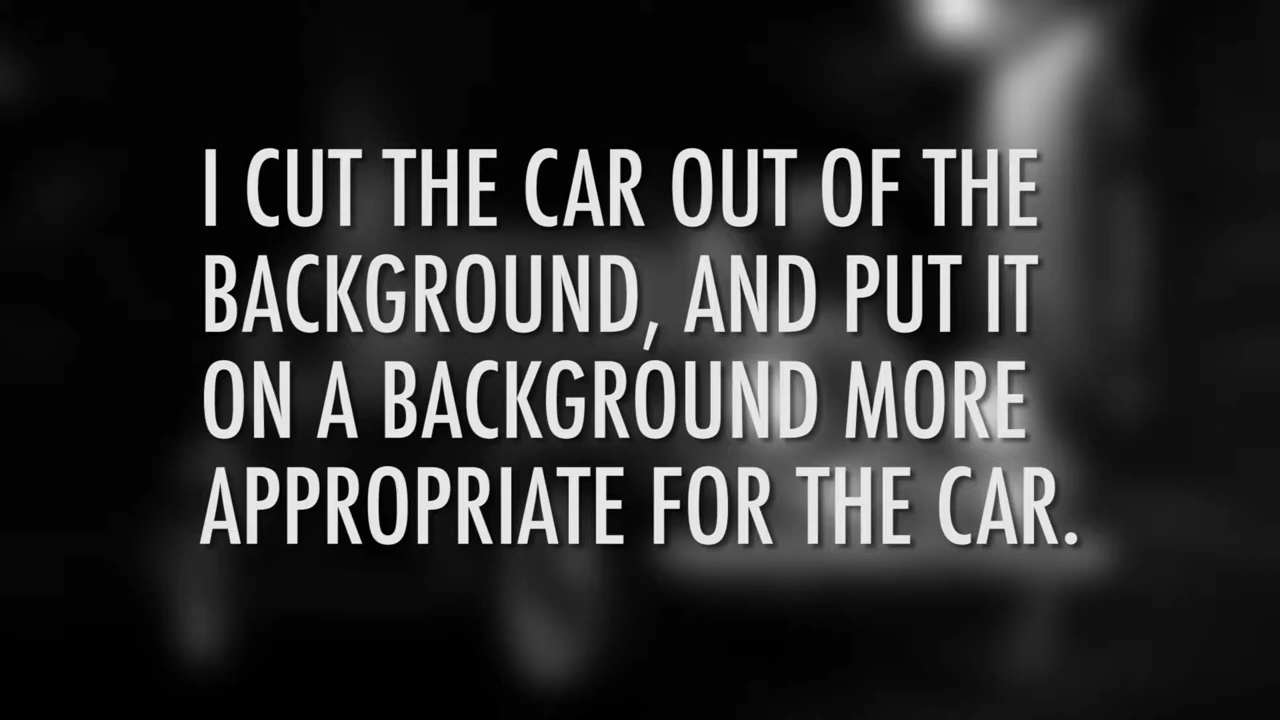 I CUT THE CAR OUT OF THE
BACKGROUND, AND PUT IT
ON A BACKGROUND MORE
APPROPRIATE FOR THE CAR.